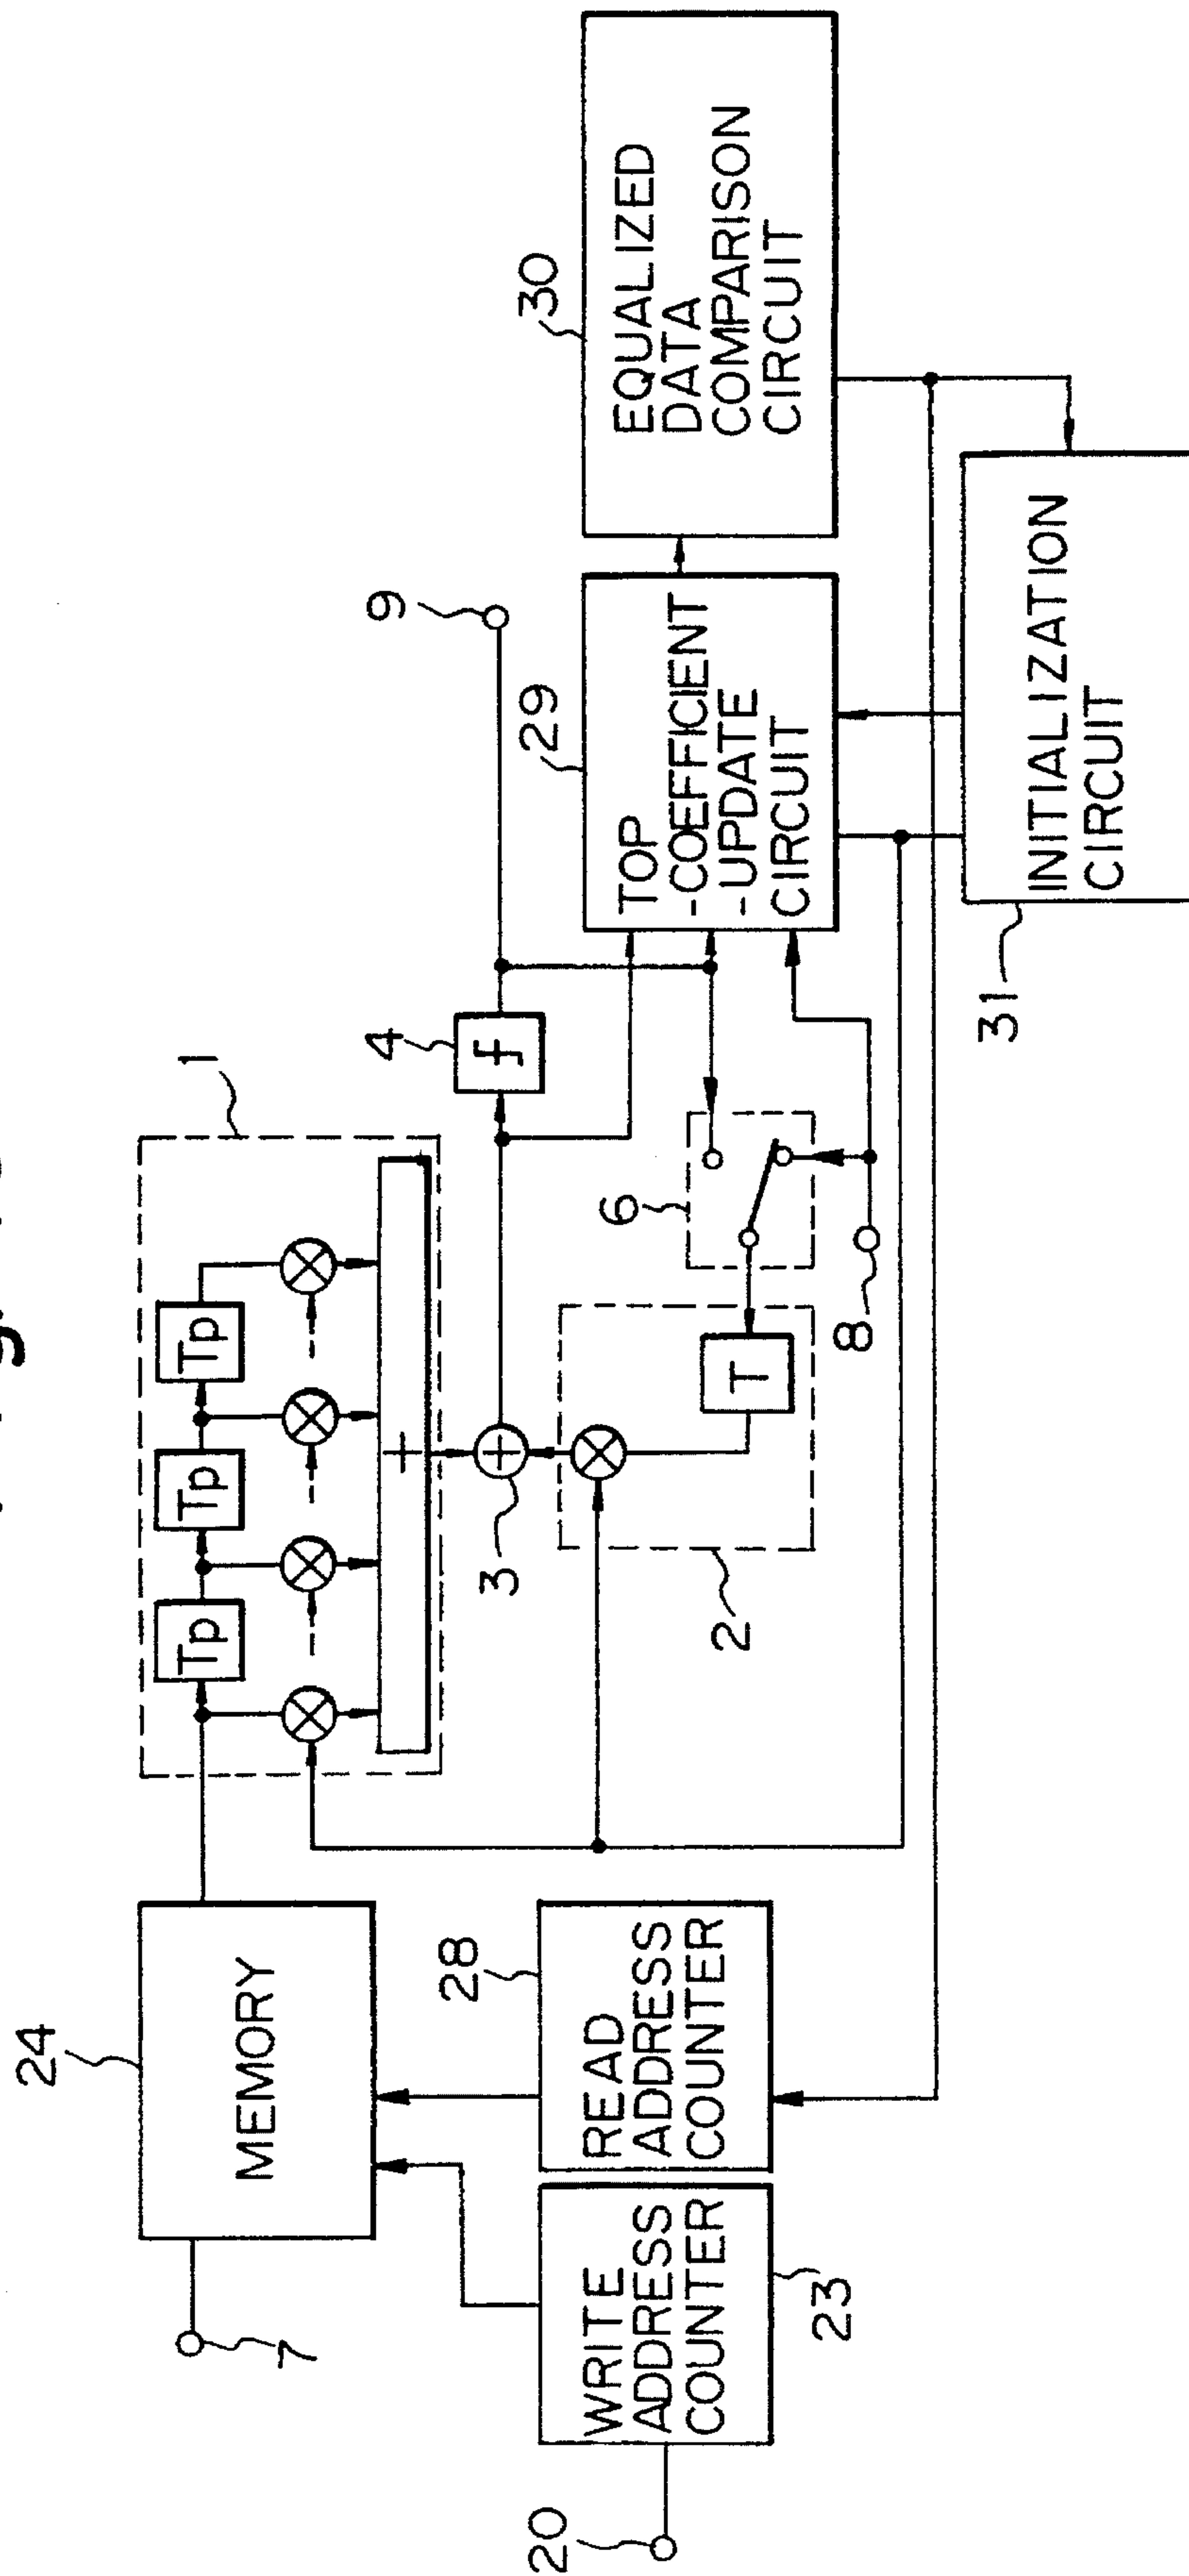 24
7
MEMORY
20
WRITE
ADDRESS
COUNTER
23
READ
ADDRESS
COUNTER
28
1
Tp
Tp
Tp
+
3
2
T
6
8
4
9
29
TOP
-COEFFICIENT
-UPDATE
CIRCUIT
30
EQUALIZED
DATA
COMPARISON
CIRCUIT
31
INITIALIZATION
CIRCUIT